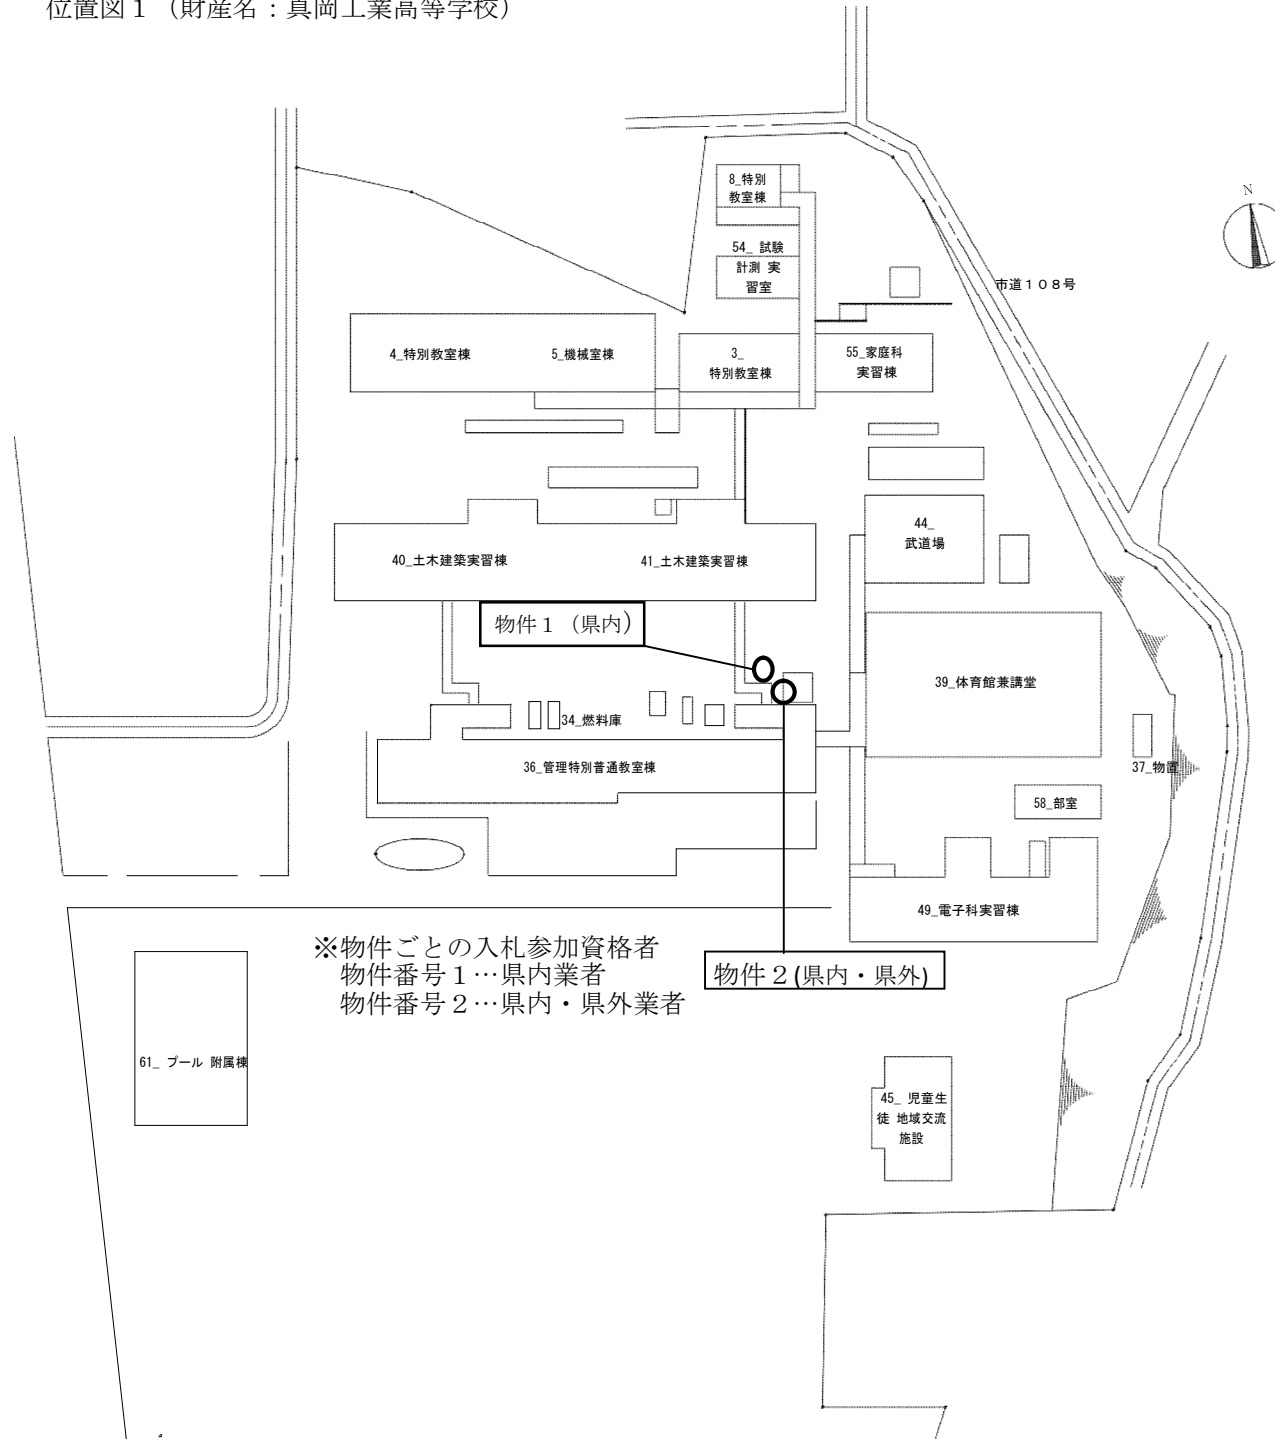 位置図１（財産名：真岡工業高等学校）
N
8_特別
教室棟
54_ 試験
計測 実
習室
市道１０８号
4_特別教室棟
5_機械室棟
3_
特別教室棟
55_家庭科
実習棟
44_
武道場
40_土木建築実習棟
41_土木建築実習棟
物件１（県内）
39_体育館兼講堂
34_燃料庫
36_管理特別普通教室棟
37_物置
58_部室
49_電子科実習棟
※物件ごとの入札参加資格者
物件番号１…県内業者
物件番号２…県内・県外業者
物件２(県内・県外)
61_ プール 附属棟
45_ 児童生
徒 地域交流
施設